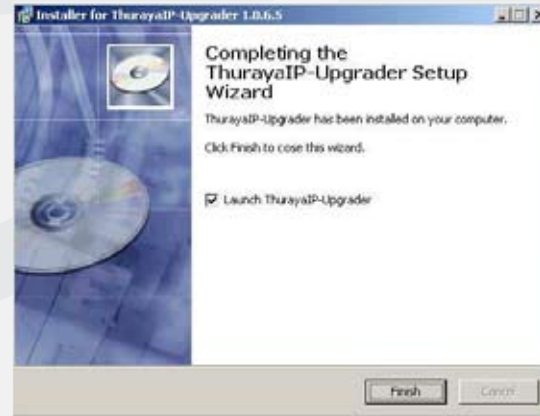 Installer for ThurayaIP-Upgrader 1.0.6.5
Completing the
ThurayaIP-Upgrader Setup
Wizard
ThurayaIP-Upgrader has been installed on your computer.
Click Finish to cose this wizard.
Launch ThurayaIP-Upgrader
Finish
Cancel